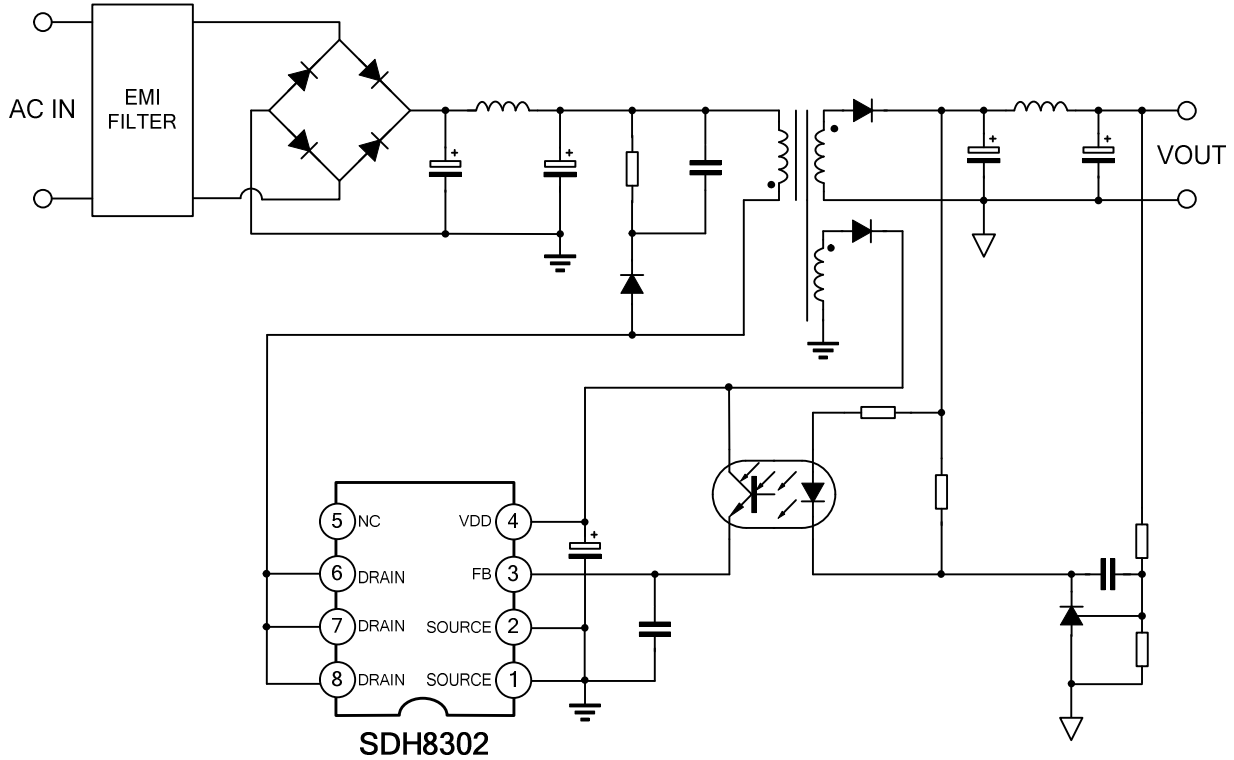 AC IN
EMI
FILTER
+
+
+
+
VOUT
5
NC
VDD
4
+
6
DRAIN
FB
3
7
DRAIN
SOURCE
2
8
DRAIN
SOURCE
1
SDH8302